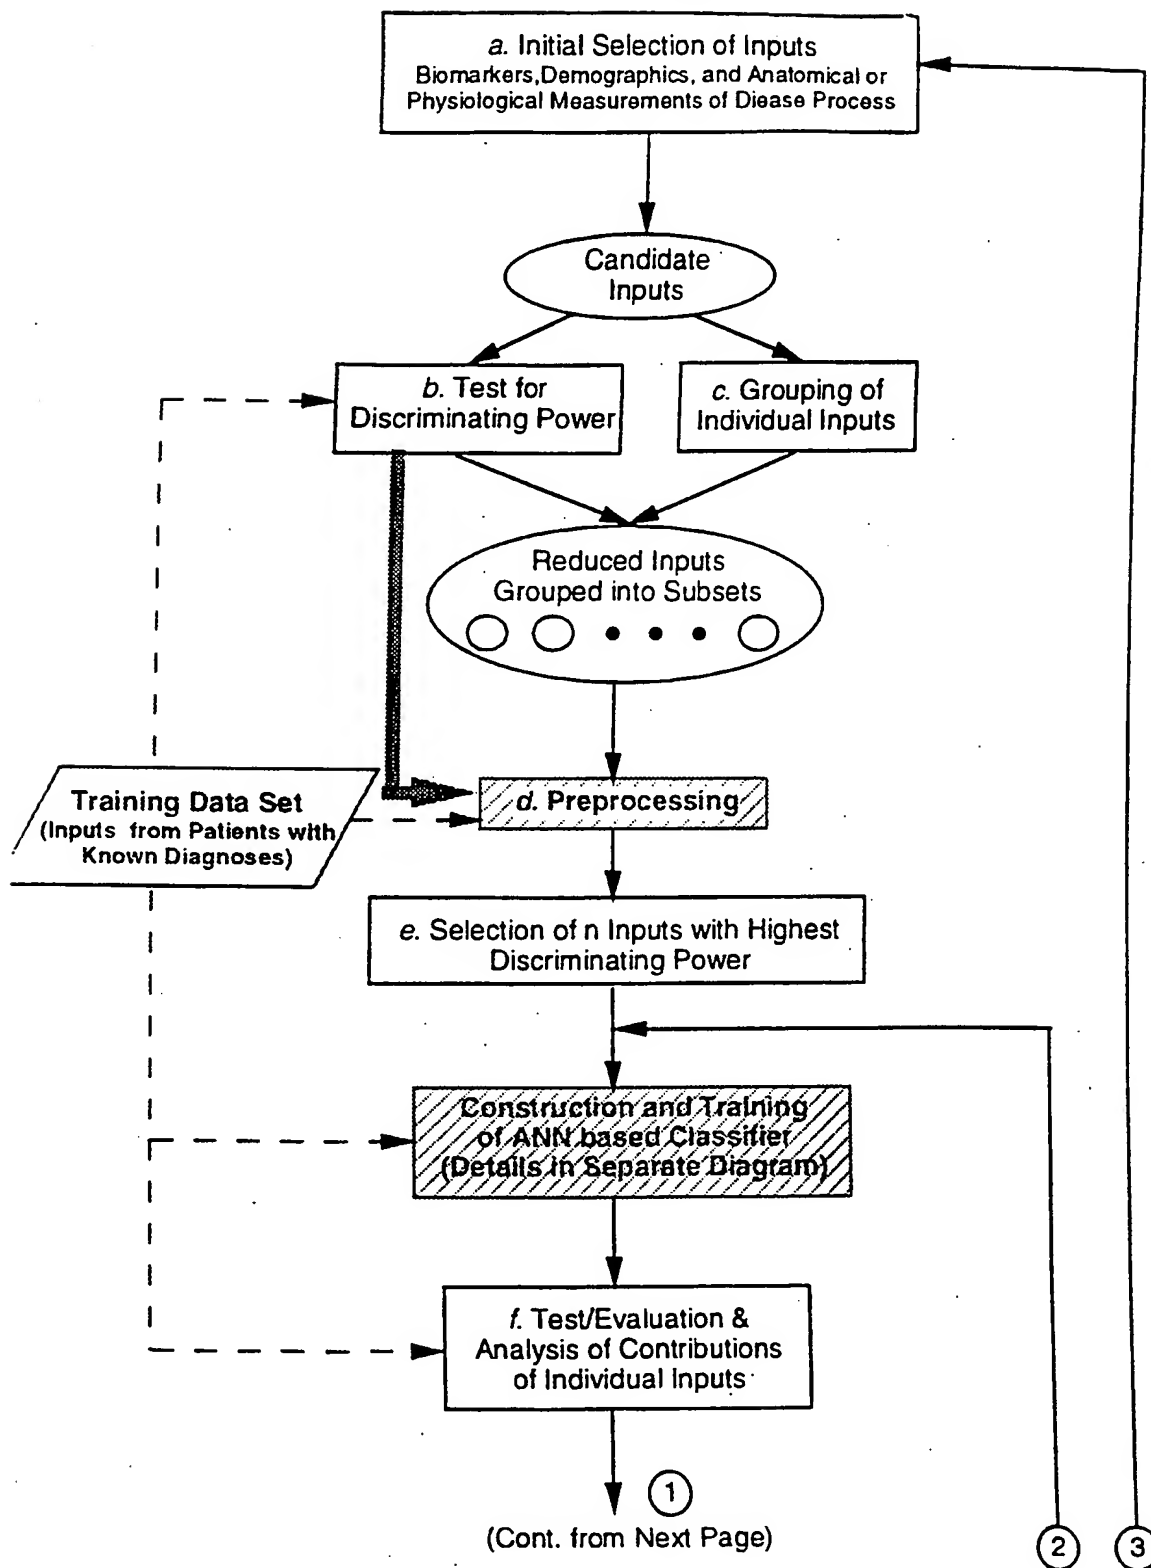 a. Initial Selection of Inputs
Biomarkers,Demographics, and Anatomical or
Physiological Measurements of Diease Process
Candidate
Inputs
b. Test for
Discriminating Power
c. Grouping of
Individual Inputs
Reduced Inputs
Grouped into Subsets
Training Data Set
(Inputs from Patients with
Known Diagnoses)
d. Preprocessing
e. Selection of n Inputs with Highest
Discriminating Power
Construction and Training
of ANN based Classifier
(Details in Separate Diagram)
f. Test/Evaluation &
Analysis of Contributions
of Individual Inputs
1
(Cont. from Next Page)
2
3